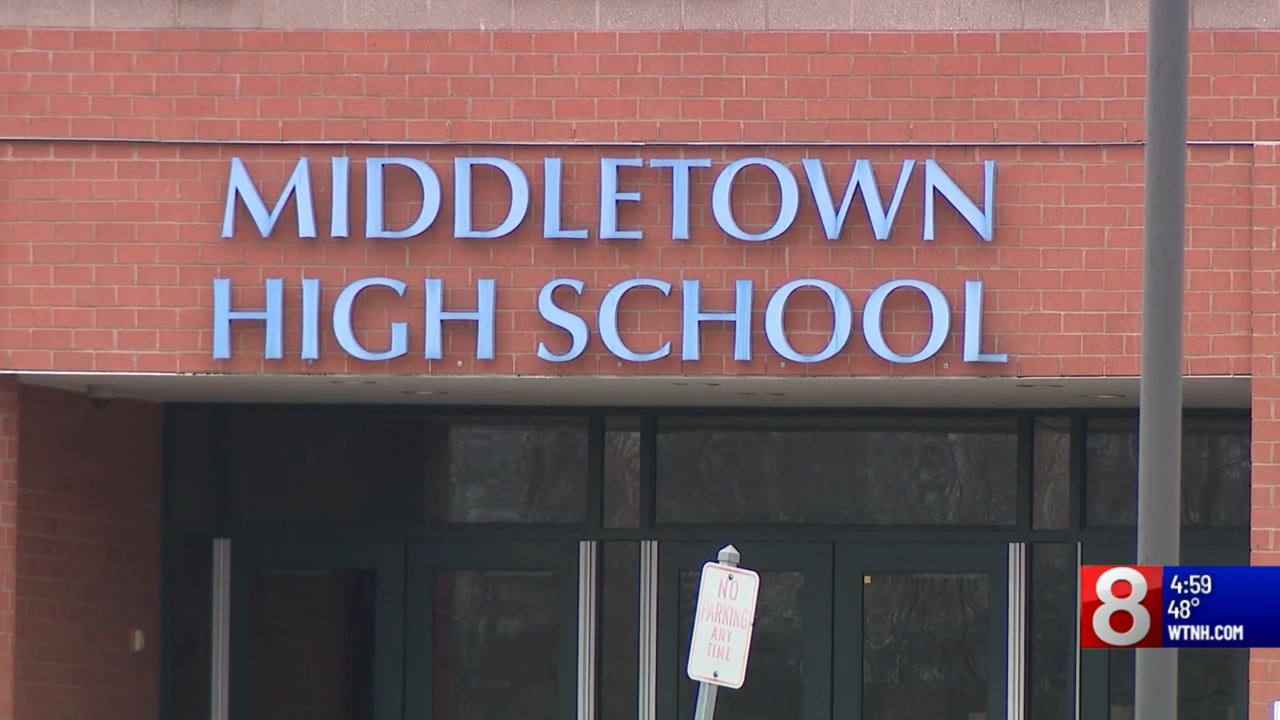 MIDDLETOWN
HIGH SCHOOL
NO
PARKING
ANY
TIME
8
4:59
48°
WTNH.COM